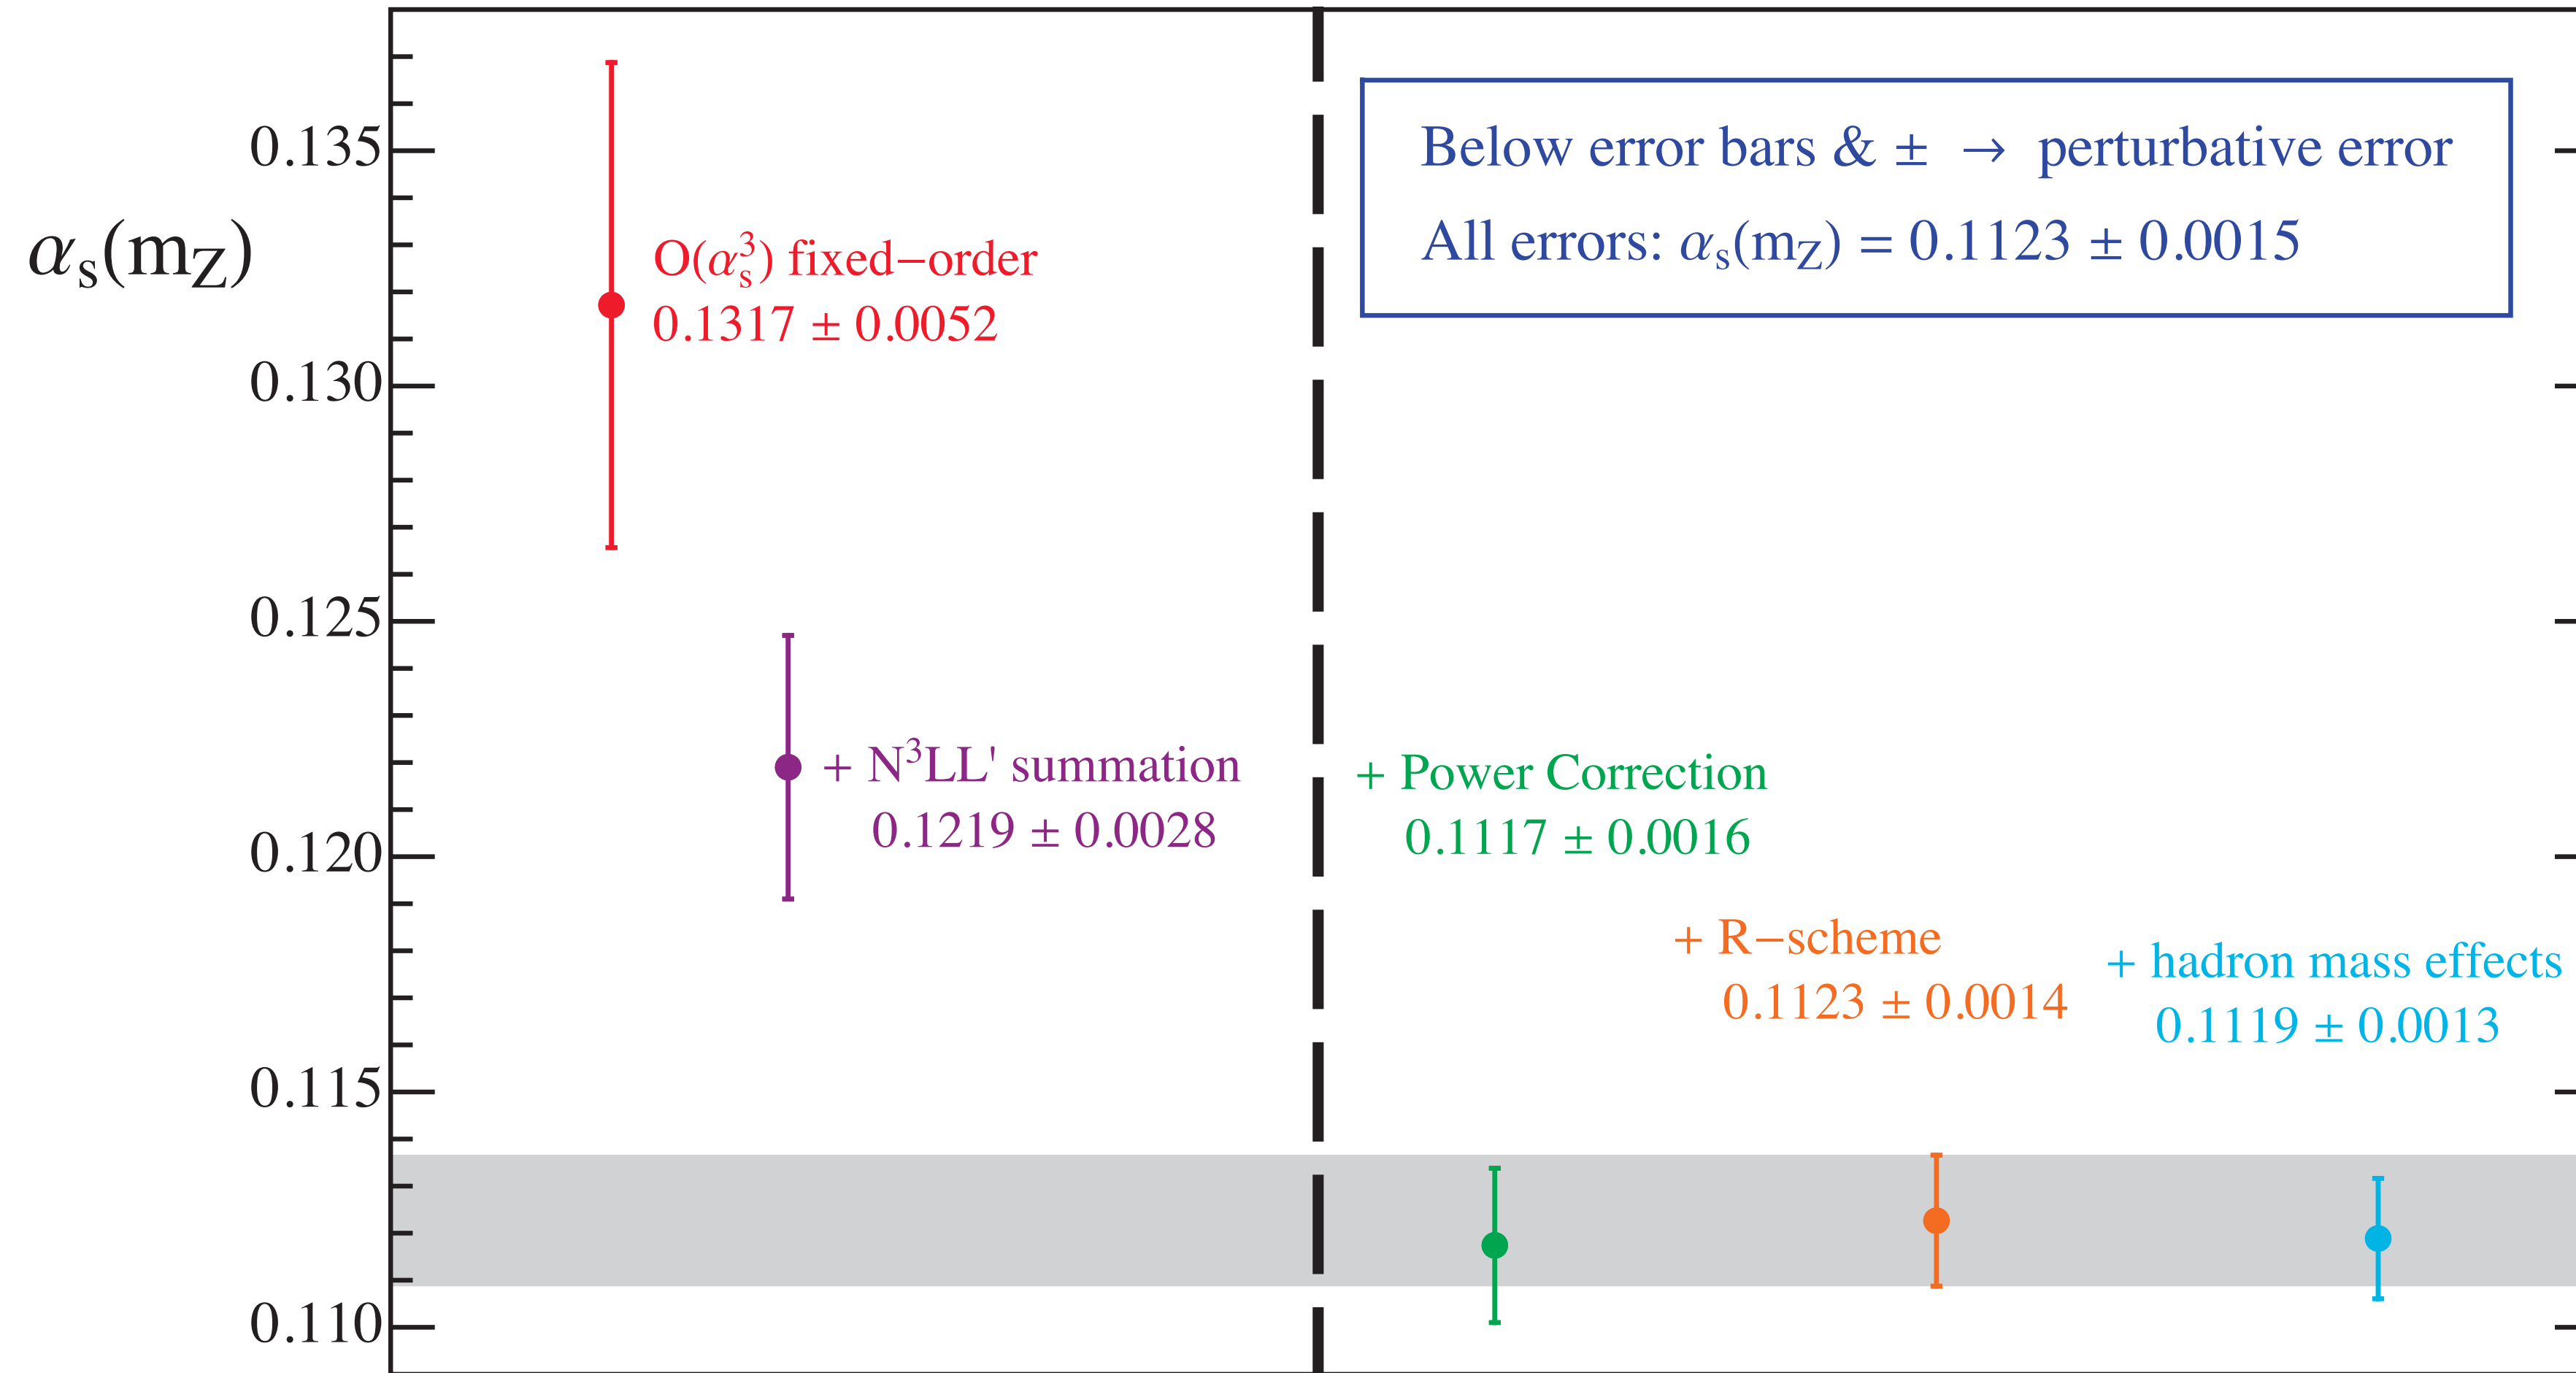 0.135
αs(mZ)
0.130
0.125
0.120
0.115
0.110
O(αs³) fixed−order
0.1317 ± 0.0052
+ N³LL' summation
0.1219 ± 0.0028
Below error bars & ± → perturbative error
All errors: αs(mZ) = 0.1123 ± 0.0015
+ Power Correction
0.1117 ± 0.0016
+ R−scheme
0.1123 ± 0.0014
+ hadron mass effects
0.1119 ± 0.0013